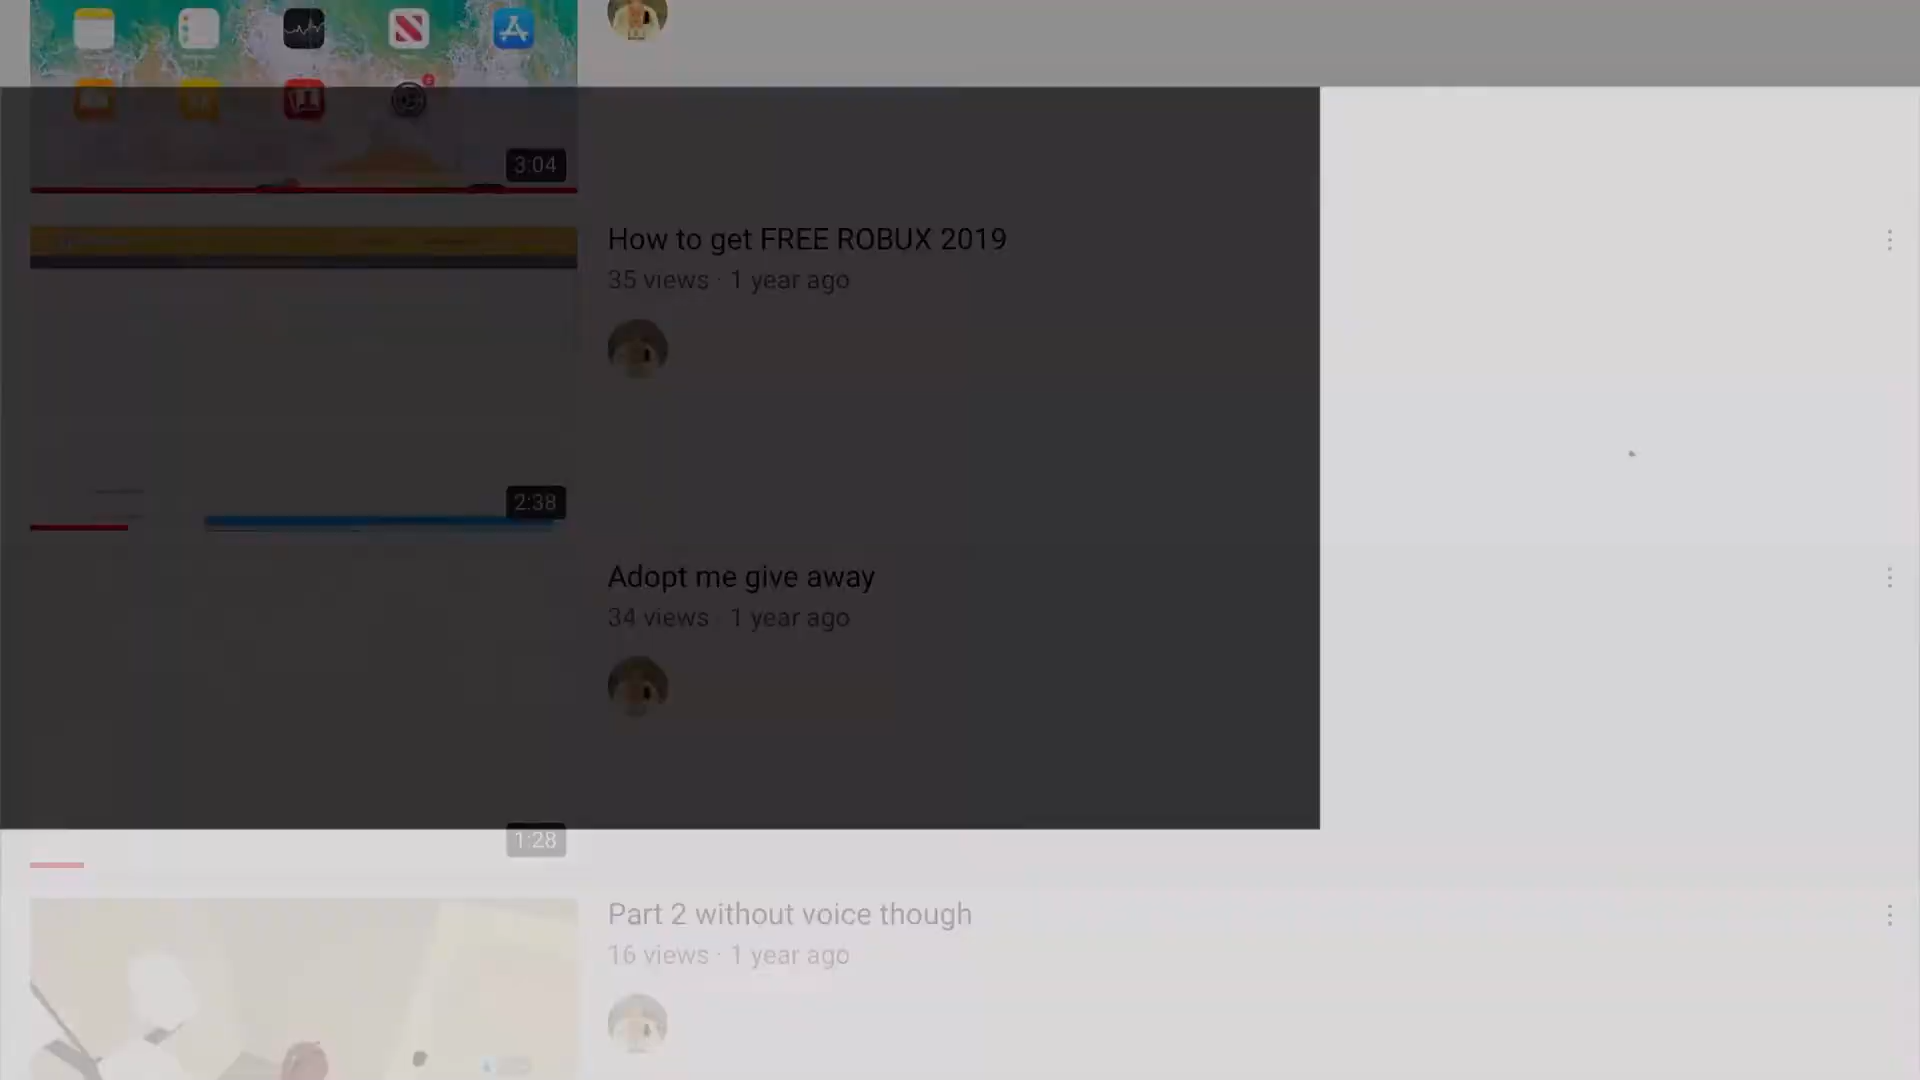 3:04
How to get FREE ROBUX 2019
35 views · 1 year ago
2:38
Adopt me give away
34 views · 1 year ago
1:28
Part 2 without voice though
16 views · 1 year ago